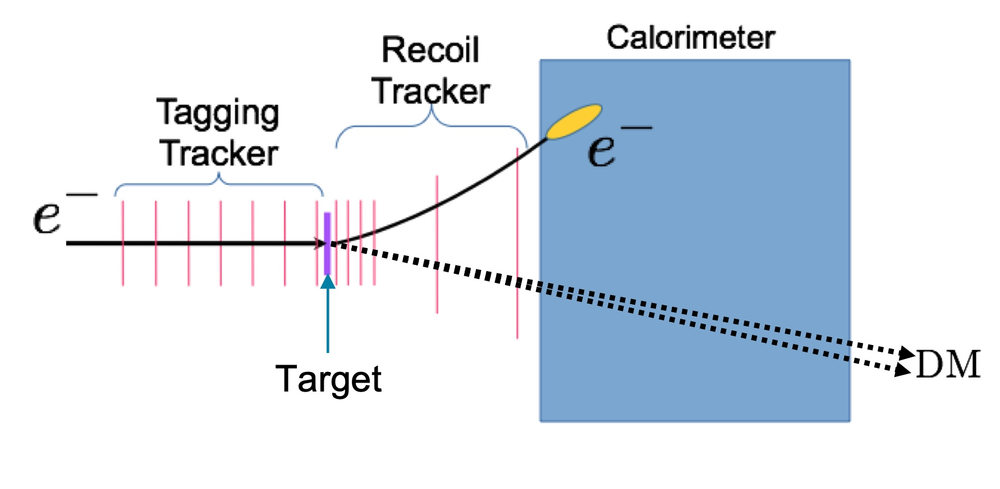 Calorimeter
Recoil
Tracker
Tagging
Tracker
e⁻
e⁻
Target
DM